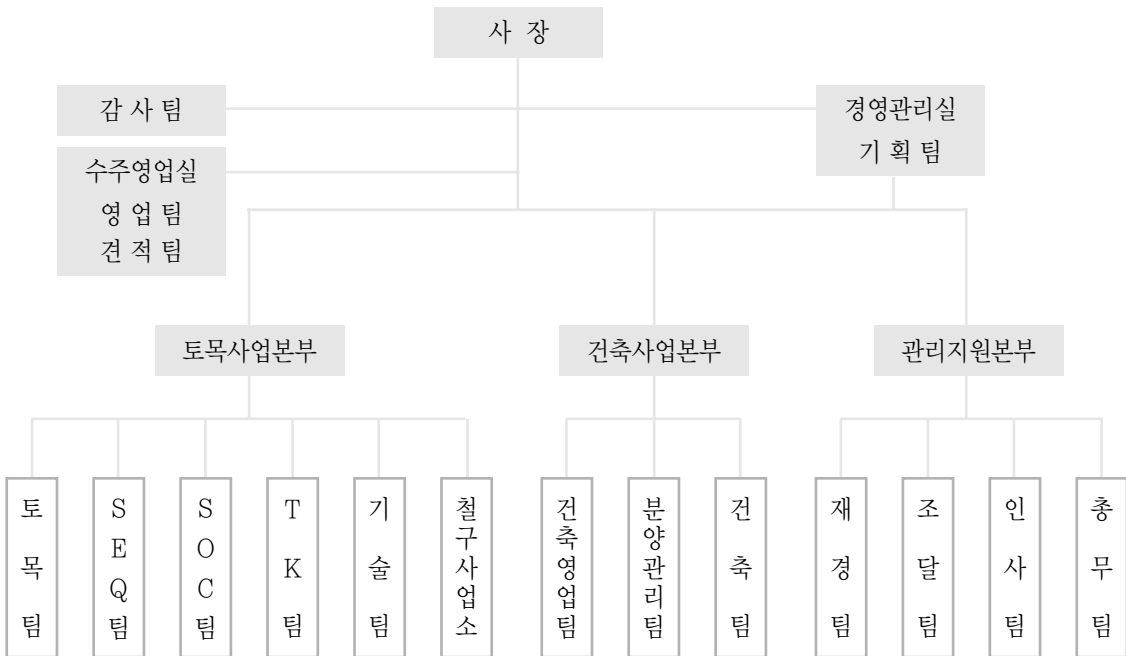 사 장
감 사 팀
경영관리실
기 획 팀
수주영업실
영 업 팀
견 적 팀
토목사업본부
건축사업본부
관리지원본부
토목팀
SEQ팀
SOC팀
TK팀
기술팀
철구사업소
건축영업팀
분양관리팀
건축팀
재경팀
조달팀
인사팀
총무팀